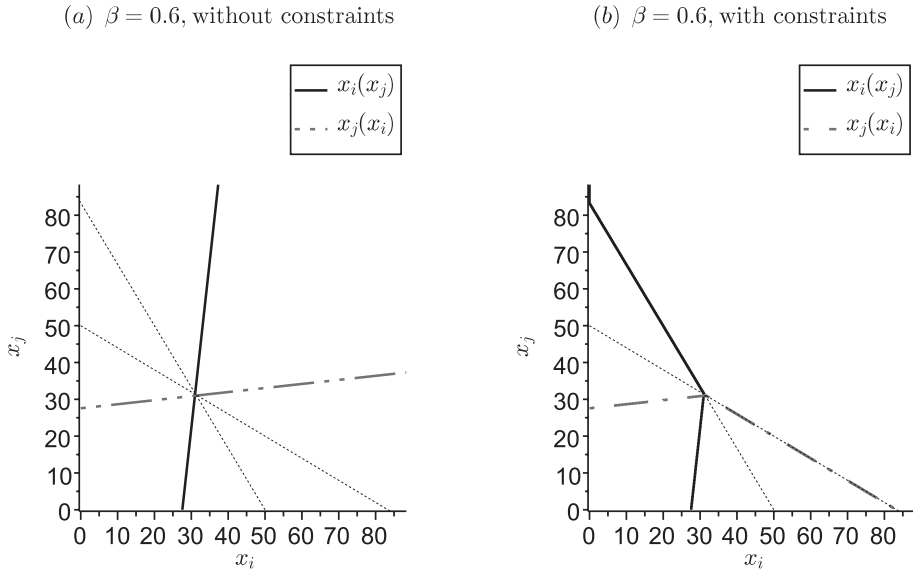 (a) β = 0.6, without constraints
x_i(x_j)
x_j(x_i)
80
70
60
50
40
30
20
10
0
x_j
0 10 20 30 40 50 60 70 80
x_i
(b) β = 0.6, with constraints
x_i(x_j)
x_j(x_i)
80
70
60
50
40
30
20
10
0
x_j
0 10 20 30 40 50 60 70 80
x_i